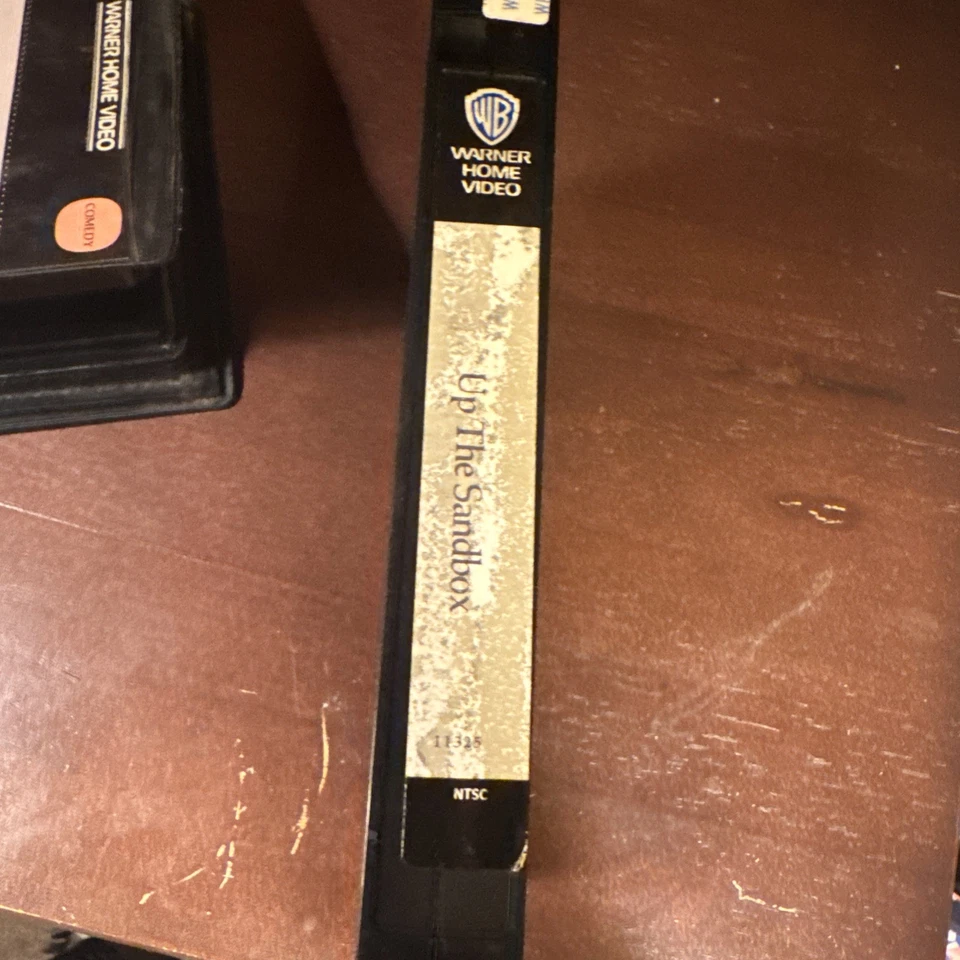 WARNER HOME VIDEO
COMEDY
WB
WARNER
HOME
VIDEO
Up The Sandbox
11325
NTSC